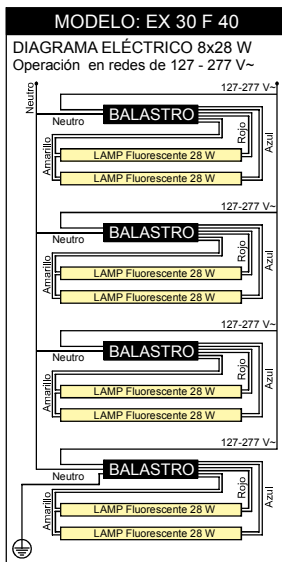 MODELO: EX 30 F 40
DIAGRAMA ELÉCTRICO 8x28 W
Operación en redes de 127 - 277 V~
Neutro
127-277 V~
BALASTRO
Neutro
Amarillo
Rojo
Azul
LAMP Fluorescente 28 W
LAMP Fluorescente 28 W
127-277 V~
BALASTRO
Neutro
Amarillo
Rojo
Azul
LAMP Fluorescente 28 W
LAMP Fluorescente 28 W
127-277 V~
BALASTRO
Neutro
Amarillo
Rojo
Azul
LAMP Fluorescente 28 W
LAMP Fluorescente 28 W
127-277 V~
BALASTRO
Neutro
Amarillo
Rojo
Azul
LAMP Fluorescente 28 W
LAMP Fluorescente 28 W